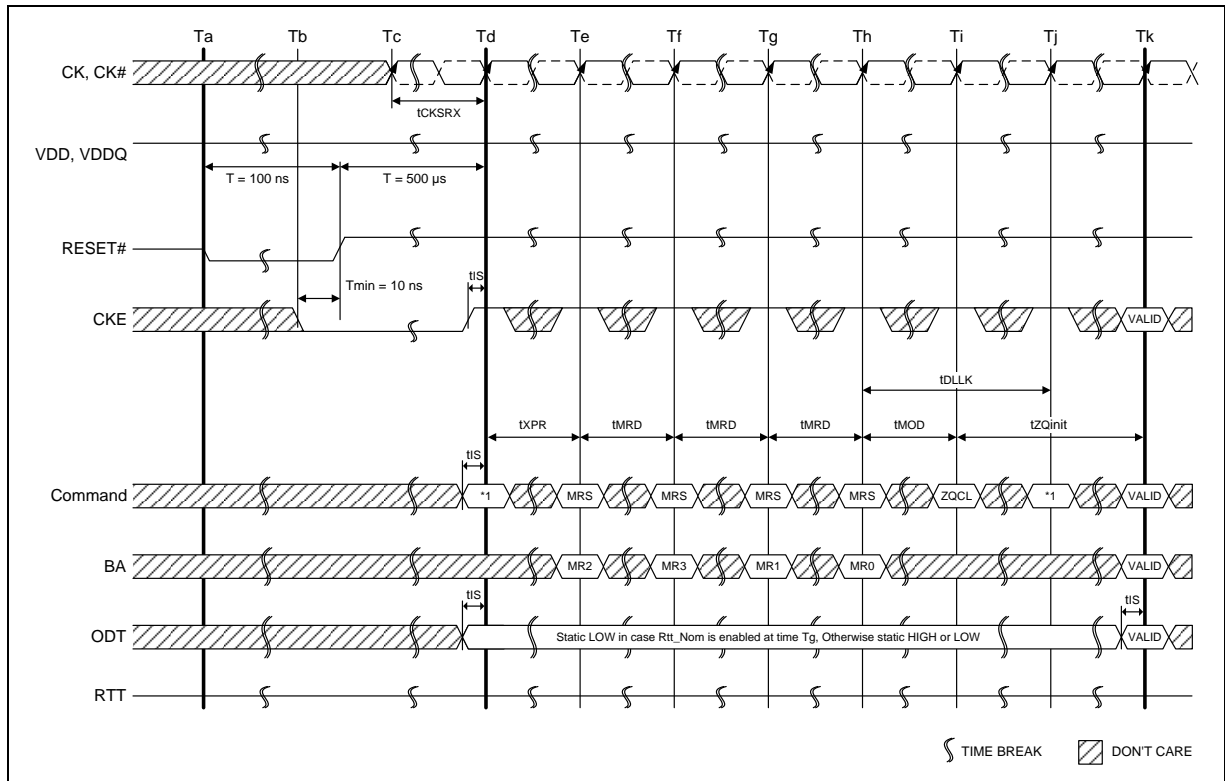 Ta Tb Tc Td Te Tf Tg Th Ti Tj Tk
CK, CK#
tCKSRX
VDD, VDDQ
T = 100 ns T = 500 µs
RESET#
Tmin = 10 ns tIS
CKE VALID
tDLLK
tXPR tMRD tMRD tMRD tMOD tZQinit
tIS
Command *1 MRS MRS MRS MRS ZQCL *1 VALID
BA MR2 MR3 MR1 MR0 VALID
tIS tIS
ODT Static LOW in case Rtt_Nom is enabled at time Tg, Otherwise static HIGH or LOW VALID
RTT
TIME BREAK DON'T CARE